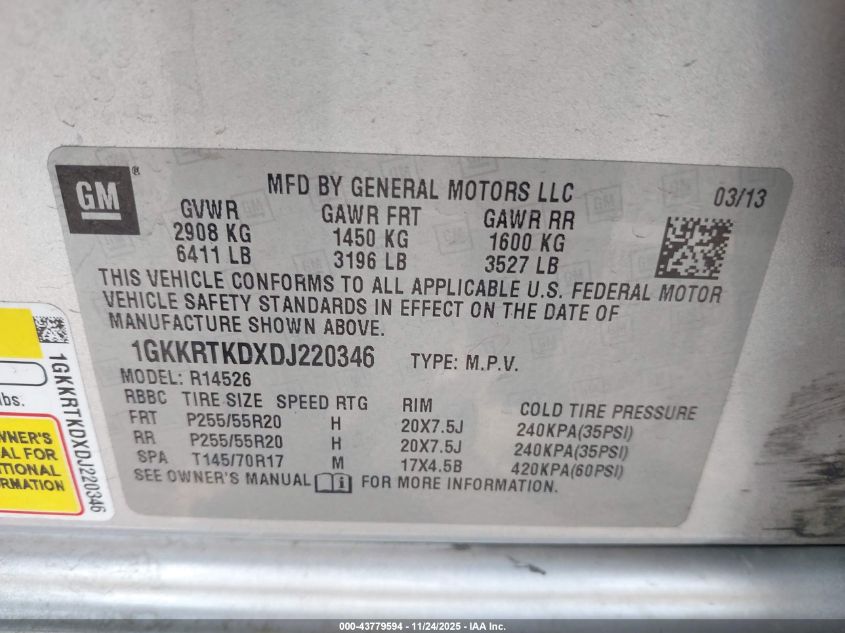 GM
MFD BY GENERAL MOTORS LLC
03/13
GVWR GAWR FRT GAWR RR
2908 KG 1450 KG 1600 KG
6411 LB 3196 LB 3527 LB
THIS VEHICLE CONFORMS TO ALL APPLICABLE U.S. FEDERAL MOTOR
VEHICLE SAFETY STANDARDS IN EFFECT ON THE DATE OF
MANUFACTURE SHOWN ABOVE.
1GKKRTKDXDJ220346 TYPE: M.P.V.
MODEL: R14526
RBBC TIRE SIZE SPEED RTG RIM COLD TIRE PRESSURE
FRT P255/55R20 H 20X7.5J 240KPA(35PSI)
RR P255/55R20 H 20X7.5J 240KPA(35PSI)
SPA T145/70R17 M 17X4.5B 420KPA(60PSI)
SEE OWNER'S MANUAL i FOR MORE INFORMATION.
1GKKRTKDXDJ220346
lbs.
OWNER'S
AL FOR
TIONAL
MATION
000-43779594 - 11/24/2025 - IAA Inc.